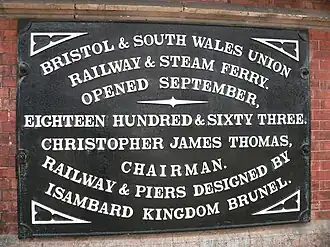 BRISTOL & SOUTH WALES UNION
RAILWAY & STEAM FERRY.
OPENED SEPTEMBER,
EIGHTEEN HUNDRED & SIXTY THREE.
CHRISTOPHER JAMES THOMAS,
CHAIRMAN.
RAILWAY & PIERS DESIGNED BY
ISAMBARD KINGDOM BRUNEL.